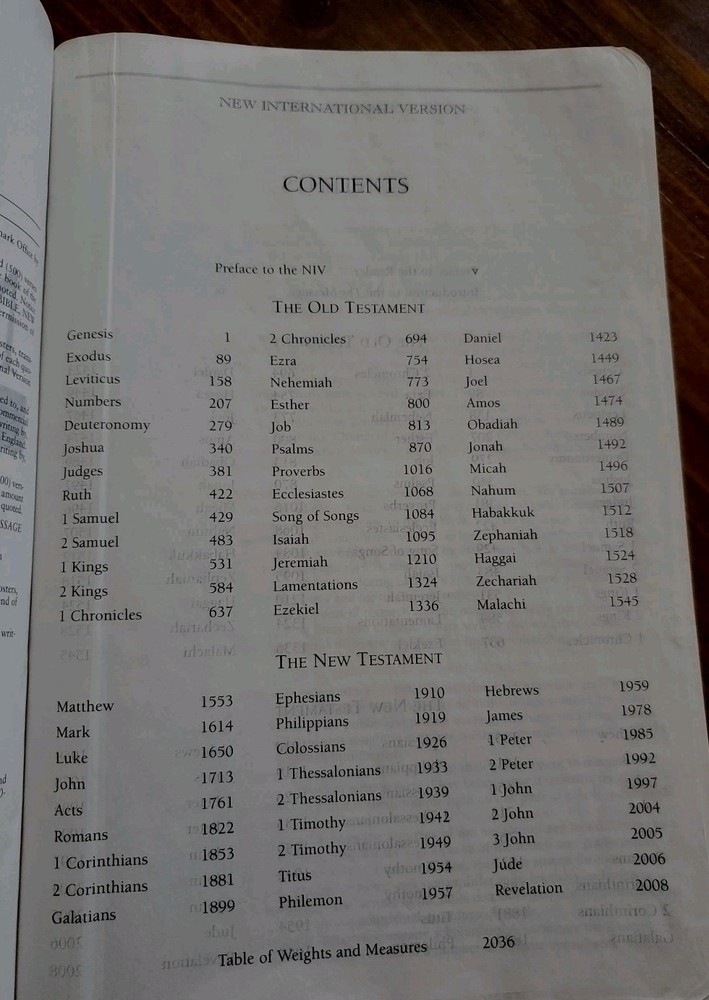 NEW INTERNATIONAL VERSION
CONTENTS
Preface to the NIV v
THE OLD TESTAMENT
Genesis 1
Exodus 89
Leviticus 158
Numbers 207
Deuteronomy 279
Joshua 340
Judges 381
Ruth 422
1 Samuel 429
2 Samuel 483
1 Kings 531
2 Kings 584
1 Chronicles 637
2 Chronicles 694
Ezra 754
Nehemiah 773
Esther 800
Job 813
Psalms 870
Proverbs 1016
Ecclesiastes 1068
Song of Songs 1084
Isaiah 1095
Jeremiah 1210
Lamentations 1324
Ezekiel 1336
Daniel 1423
Hosea 1449
Joel 1467
Amos 1474
Obadiah 1489
Jonah 1492
Micah 1496
Nahum 1507
Habakkuk 1512
Zephaniah 1518
Haggai 1524
Zechariah 1528
Malachi 1545
THE NEW TESTAMENT
Matthew 1553
Mark 1614
Luke 1650
John 1713
Acts 1761
Romans 1822
1 Corinthians 1853
2 Corinthians 1881
Galatians 1899
Ephesians 1910
Philippians 1919
Colossians 1926
1 Thessalonians 1933
2 Thessalonians 1939
1 Timothy 1942
2 Timothy 1949
Titus 1954
Philemon 1957
Hebrews 1959
James 1978
1 Peter 1985
2 Peter 1992
1 John 1997
2 John 2004
3 John 2005
Jude 2006
Revelation 2008
Table of Weights and Measures 2036